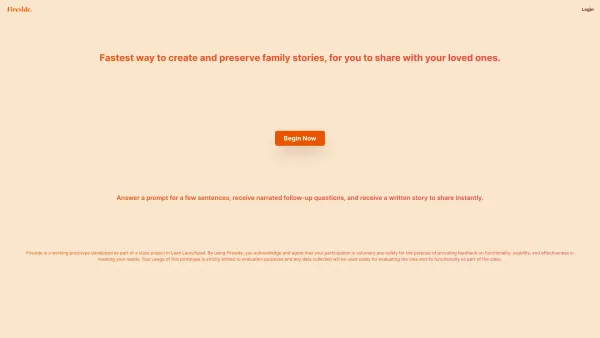 Fireside.
Login
Fastest way to create and preserve family stories, for you to share with your loved ones.
Begin Now
Answer a prompt for a few sentences, receive narrated follow-up questions, and receive a written story to share instantly.
Fireside is a working prototype developed as part of a class project in Lean Launchpad. By using Fireside, you acknowledge and agree that your participation is voluntary and solely for the purpose of providing feedback on functionality, usability, and effectiveness in
meeting your needs. Your usage of this prototype is strictly limited to evaluation purposes and any data collected will be used solely for evaluating the idea and its functionality as part of the class.